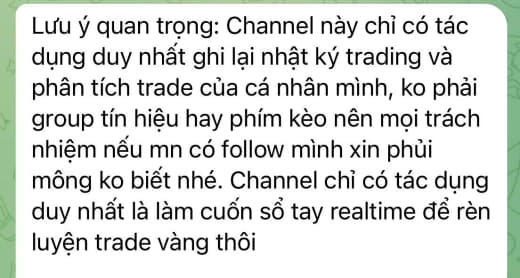 Lưu ý quan trọng: Channel này chỉ có tác
dụng duy nhất ghi lại nhật ký trading và
phân tích trade của cá nhân mình, ko phải
group tín hiệu hay phím kèo nên mọi trách
nhiệm nếu mn có follow mình xin phủi
mông ko biết nhé. Channel chỉ có tác dụng
duy nhất là làm cuốn sổ tay realtime để rèn
luyện trade vàng thôi